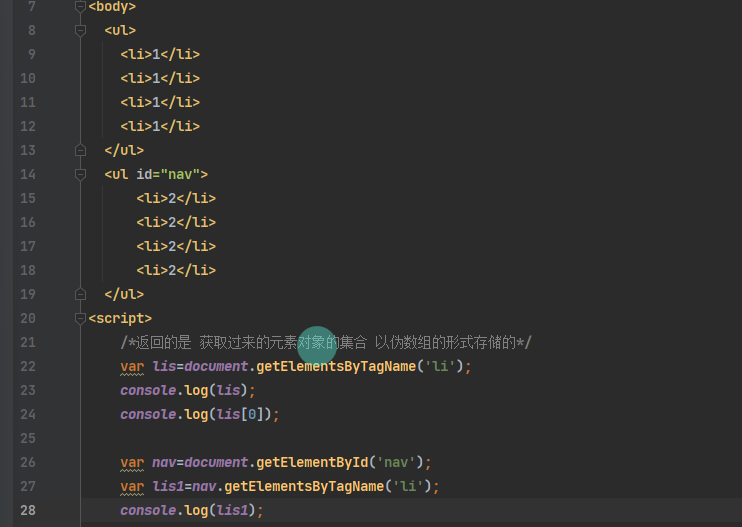 7 <body>
8 <ul>
9 <li>1</li>
10 <li>1</li>
11 <li>1</li>
12 <li>1</li>
13 </ul>
14 <ul id="nav">
15 <li>2</li>
16 <li>2</li>
17 <li>2</li>
18 <li>2</li>
19 </ul>
20 <script>
21 /*返回的是 获取过来的元素对象的集合 以伪数组的形式存储的*/
22 var lis=document.getElementsByTagName('li');
23 console.log(lis);
24 console.log(lis[0]);
25
26 var nav=document.getElementById('nav');
27 var lis1=nav.getElementsByTagName('li');
28 console.log(lis1);